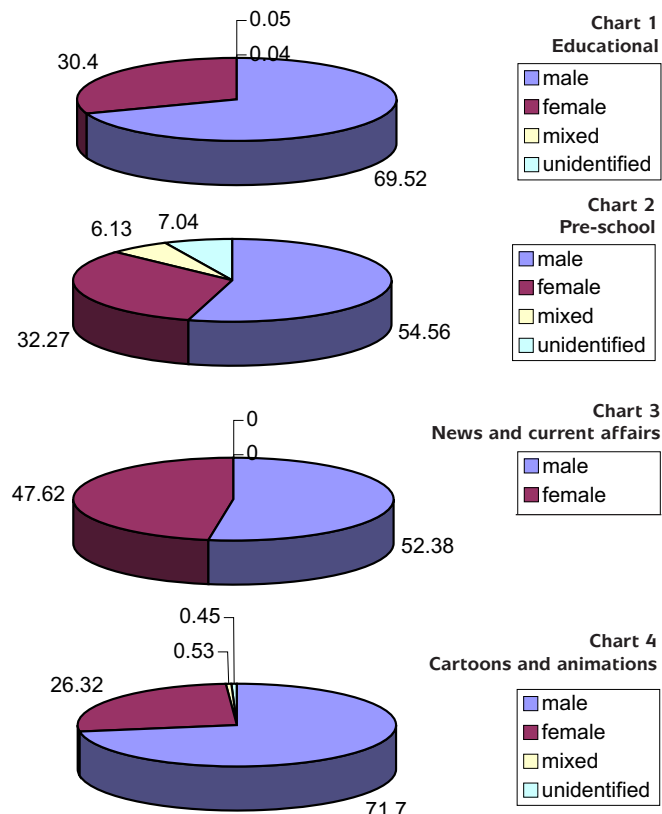 0.05
0.04
30.4
69.52
Chart 1
Educational
male
female
mixed
unidentified
6.13
7.04
32.27
54.56
Chart 2
Pre-school
male
female
mixed
unidentified
0
0
47.62
52.38
Chart 3
News and current affairs
male
female
0.45
0.53
26.32
71.7
Chart 4
Cartoons and animations
male
female
mixed
unidentified